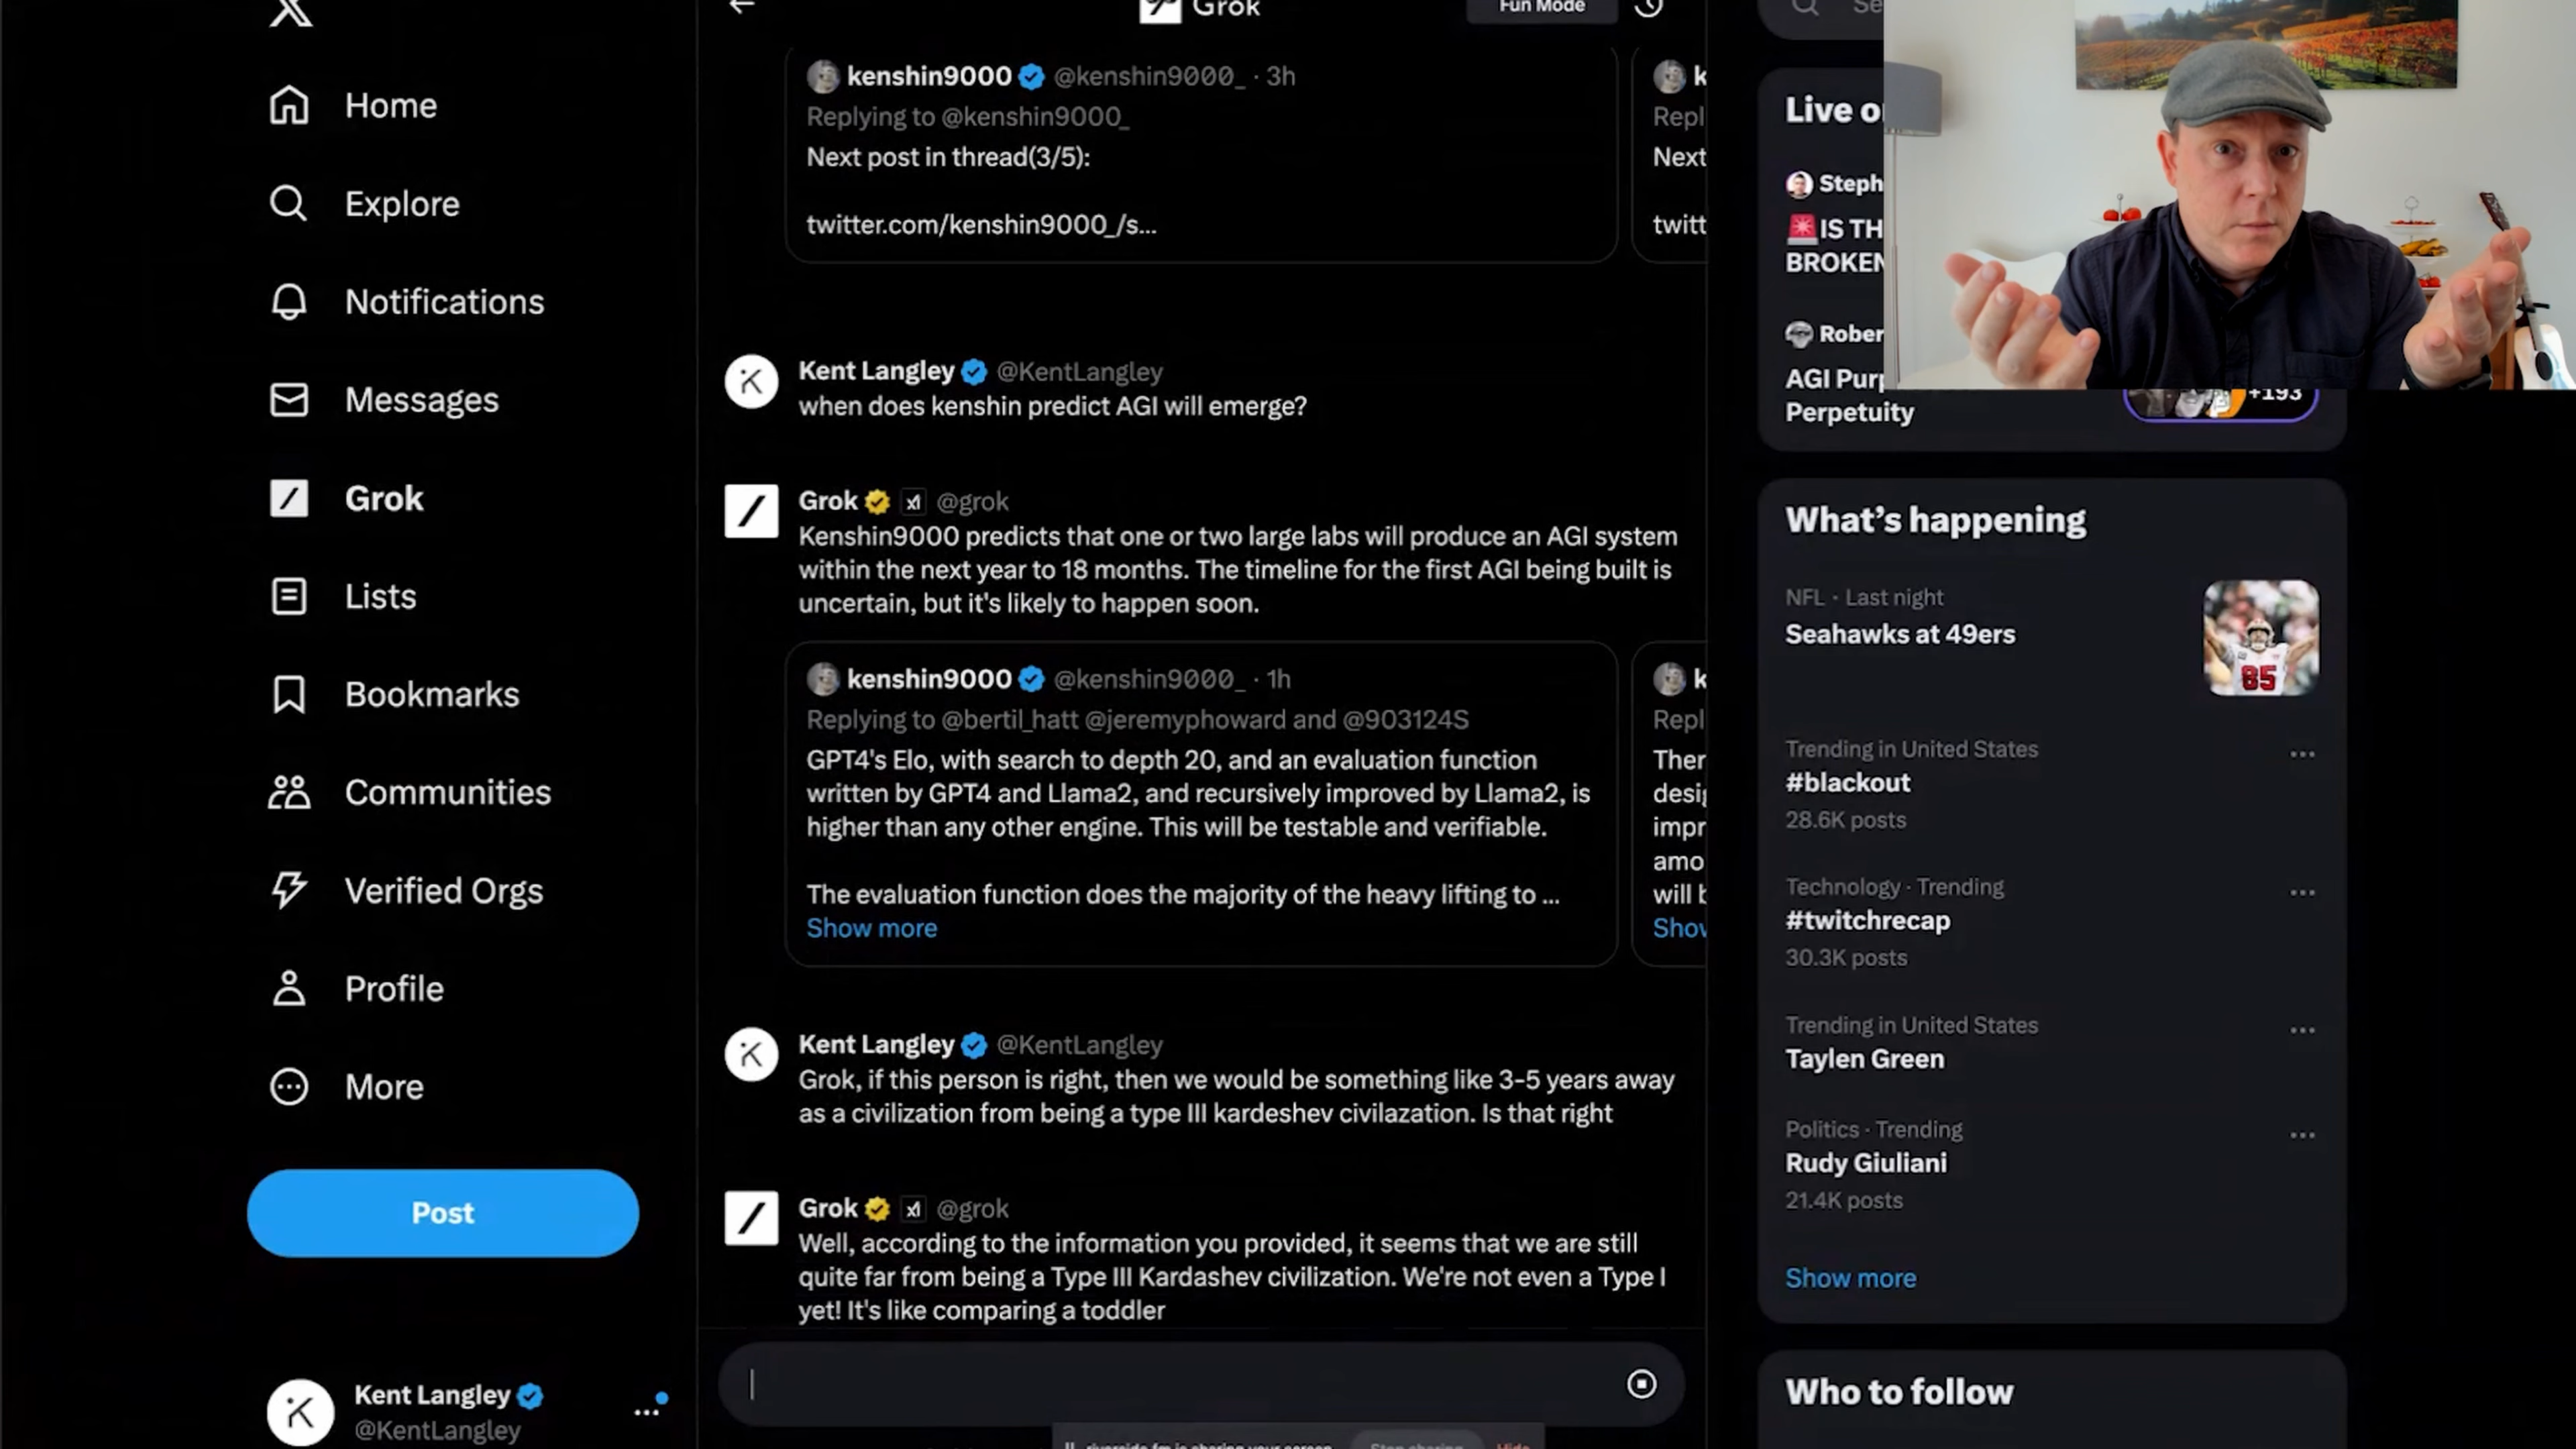 Home
Explore
Notifications
Messages
Grok
Lists
Bookmarks
Communities
Verified Orgs
Profile
More
Post
Kent Langley
@KentLangley
Grok
Fun Mode
kenshin9000 @kenshin9000_ · 3h
Replying to @kenshin9000_
Next post in thread(3/5):
twitter.com/kenshin9000_/s...
k
Repl
Next
twitt
Kent Langley @KentLangley
when does kenshin predict AGI will emerge?
Grok xI @grok
Kenshin9000 predicts that one or two large labs will produce an AGI system
within the next year to 18 months. The timeline for the first AGI being built is
uncertain, but it's likely to happen soon.
kenshin9000 @kenshin9000_ · 1h
Replying to @bertil_hatt @jeremyphoward and @903124S
GPT4's Elo, with search to depth 20, and an evaluation function
written by GPT4 and Llama2, and recursively improved by Llama2, is
higher than any other engine. This will be testable and verifiable.
The evaluation function does the majority of the heavy lifting to ...
Show more
k
Repl
Ther
desig
impr
amo
will b
Show
Kent Langley @KentLangley
Grok, if this person is right, then we would be something like 3-5 years away
as a civilization from being a type III kardeshev civilazation. Is that right
Grok xI @grok
Well, according to the information you provided, it seems that we are still
quite far from being a Type III Kardashev civilization. We're not even a Type I
yet! It's like comparing a toddler
Se
Live o
Steph
IS TH
BROKEN
Rober
AGI Purp
Perpetuity
+193
What's happening
NFL · Last night
Seahawks at 49ers
85
Trending in United States
#blackout
28.6K posts
Technology · Trending
#twitchrecap
30.3K posts
Trending in United States
Taylen Green
Politics · Trending
Rudy Giuliani
21.4K posts
Show more
Who to follow